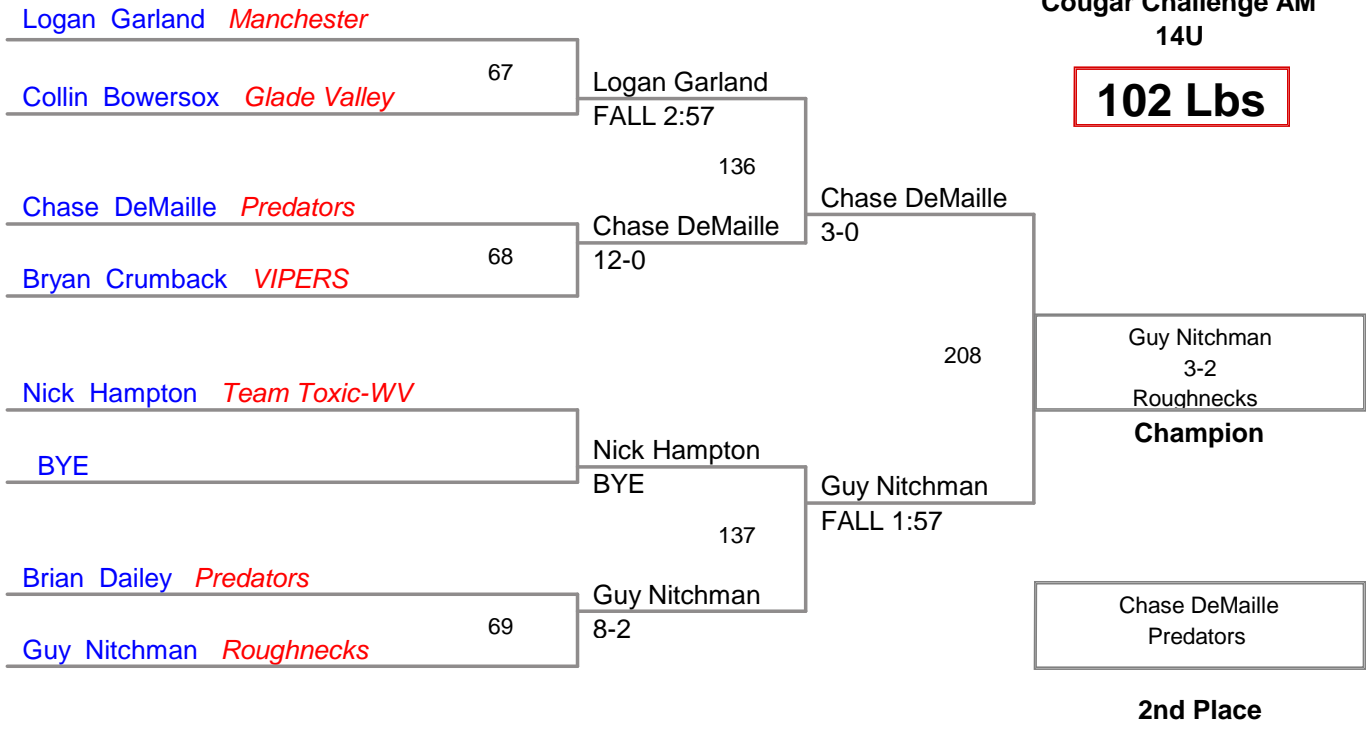 Cougar Challenge AM
14U
102 Lbs
Logan Garland Manchester
67
Collin Bowersox Glade Valley
Logan Garland
FALL 2:57
136
Chase DeMaille Predators
68
Bryan Crumback VIPERS
Chase DeMaille
12-0
Chase DeMaille
3-0
208
Nick Hampton Team Toxic-WV
BYE
Nick Hampton
BYE
137
Guy Nitchman
FALL 1:57
Brian Dailey Predators
69
Guy Nitchman Roughnecks
Guy Nitchman
8-2
Guy Nitchman
3-2
Roughnecks
Champion
Chase DeMaille
Predators
2nd Place